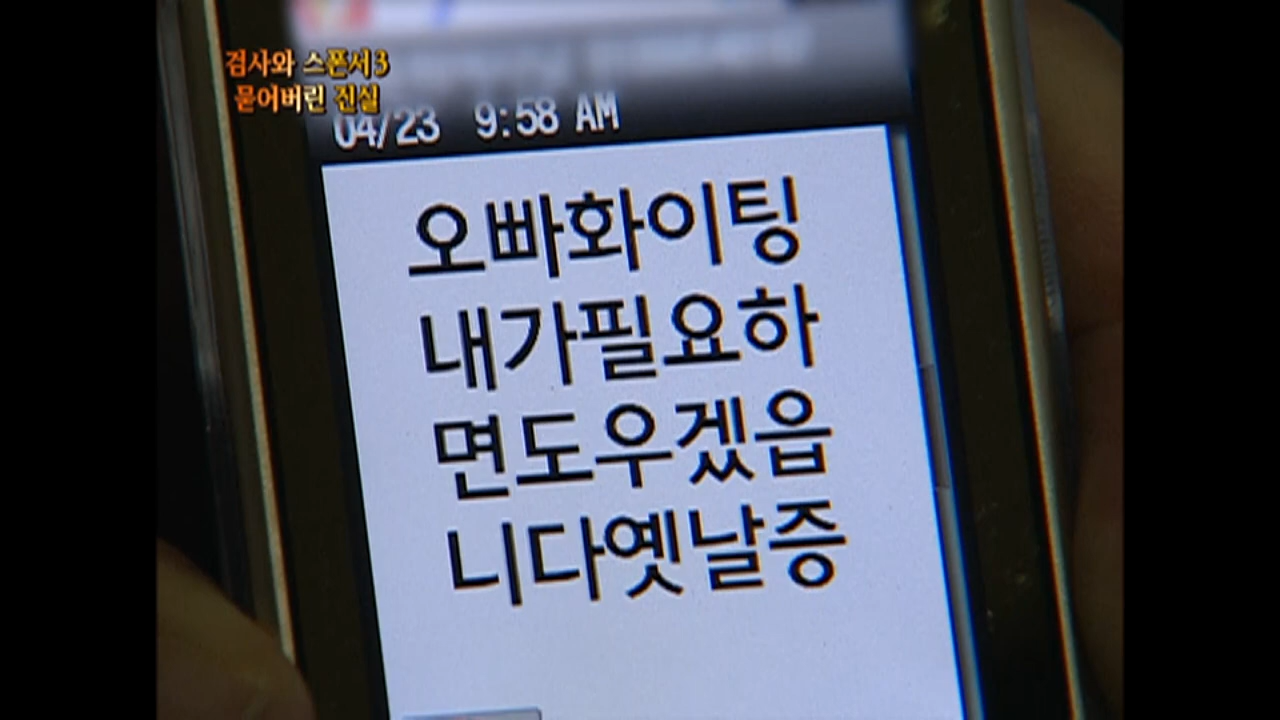 검사와 스폰서3
묻어버린 진실
04/23 9:58 AM
오빠화이팅
내가필요하
면도우겠읍
니다옛날증